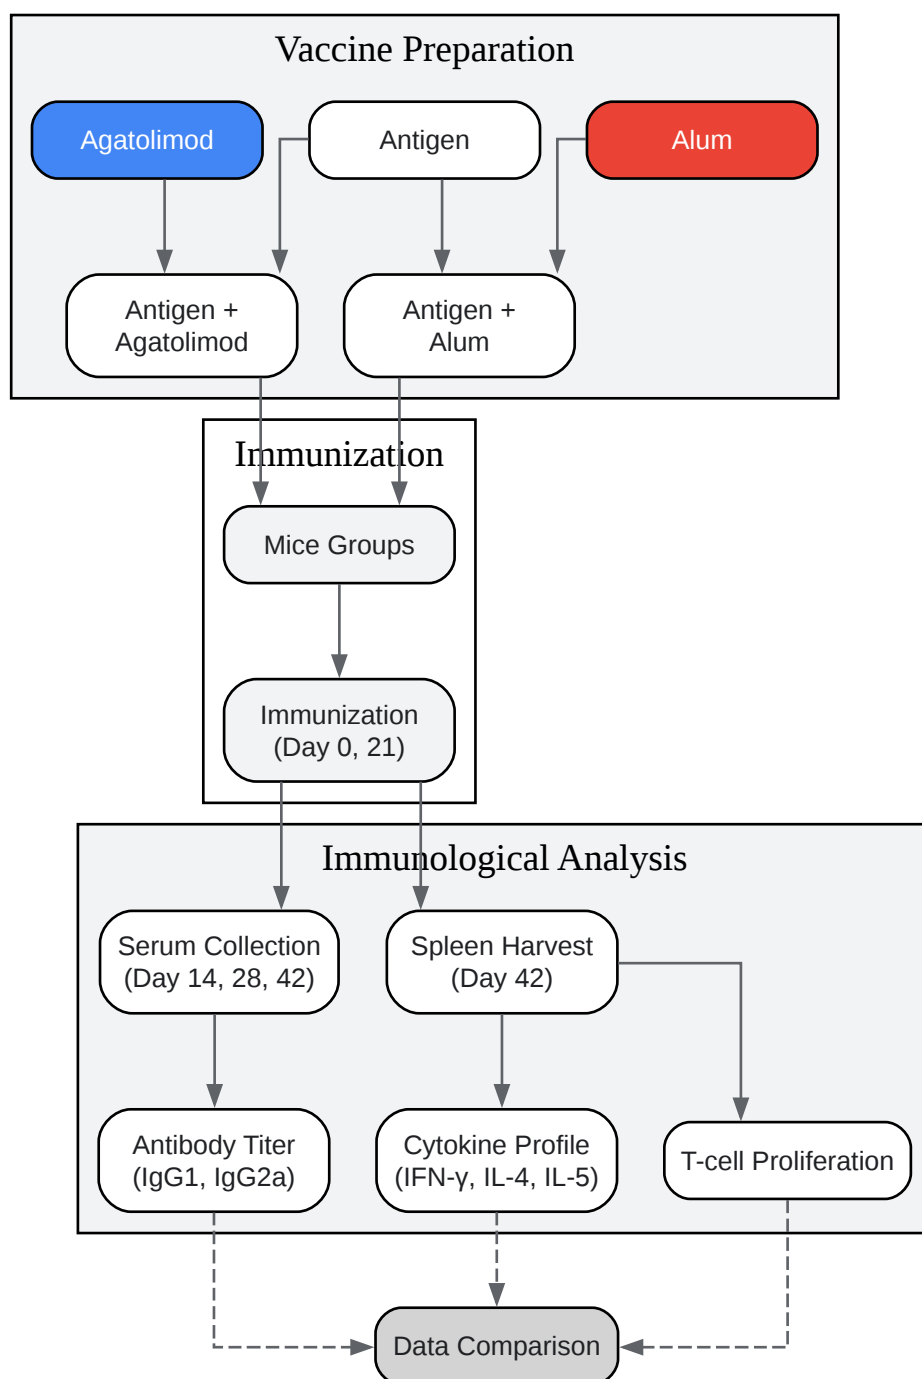 Vaccine Preparation
Agatolimod
Antigen
Alum
Antigen +
Agatolimod
Antigen +
Alum
Immunization
Mice Groups
Immunization
(Day 0, 21)
Immunological Analysis
Serum Collection
(Day 14, 28, 42)
Spleen Harvest
(Day 42)
Antibody Titer
(IgG1, IgG2a)
Cytokine Profile
(IFN-γ, IL-4, IL-5)
T-cell Proliferation
Data Comparison